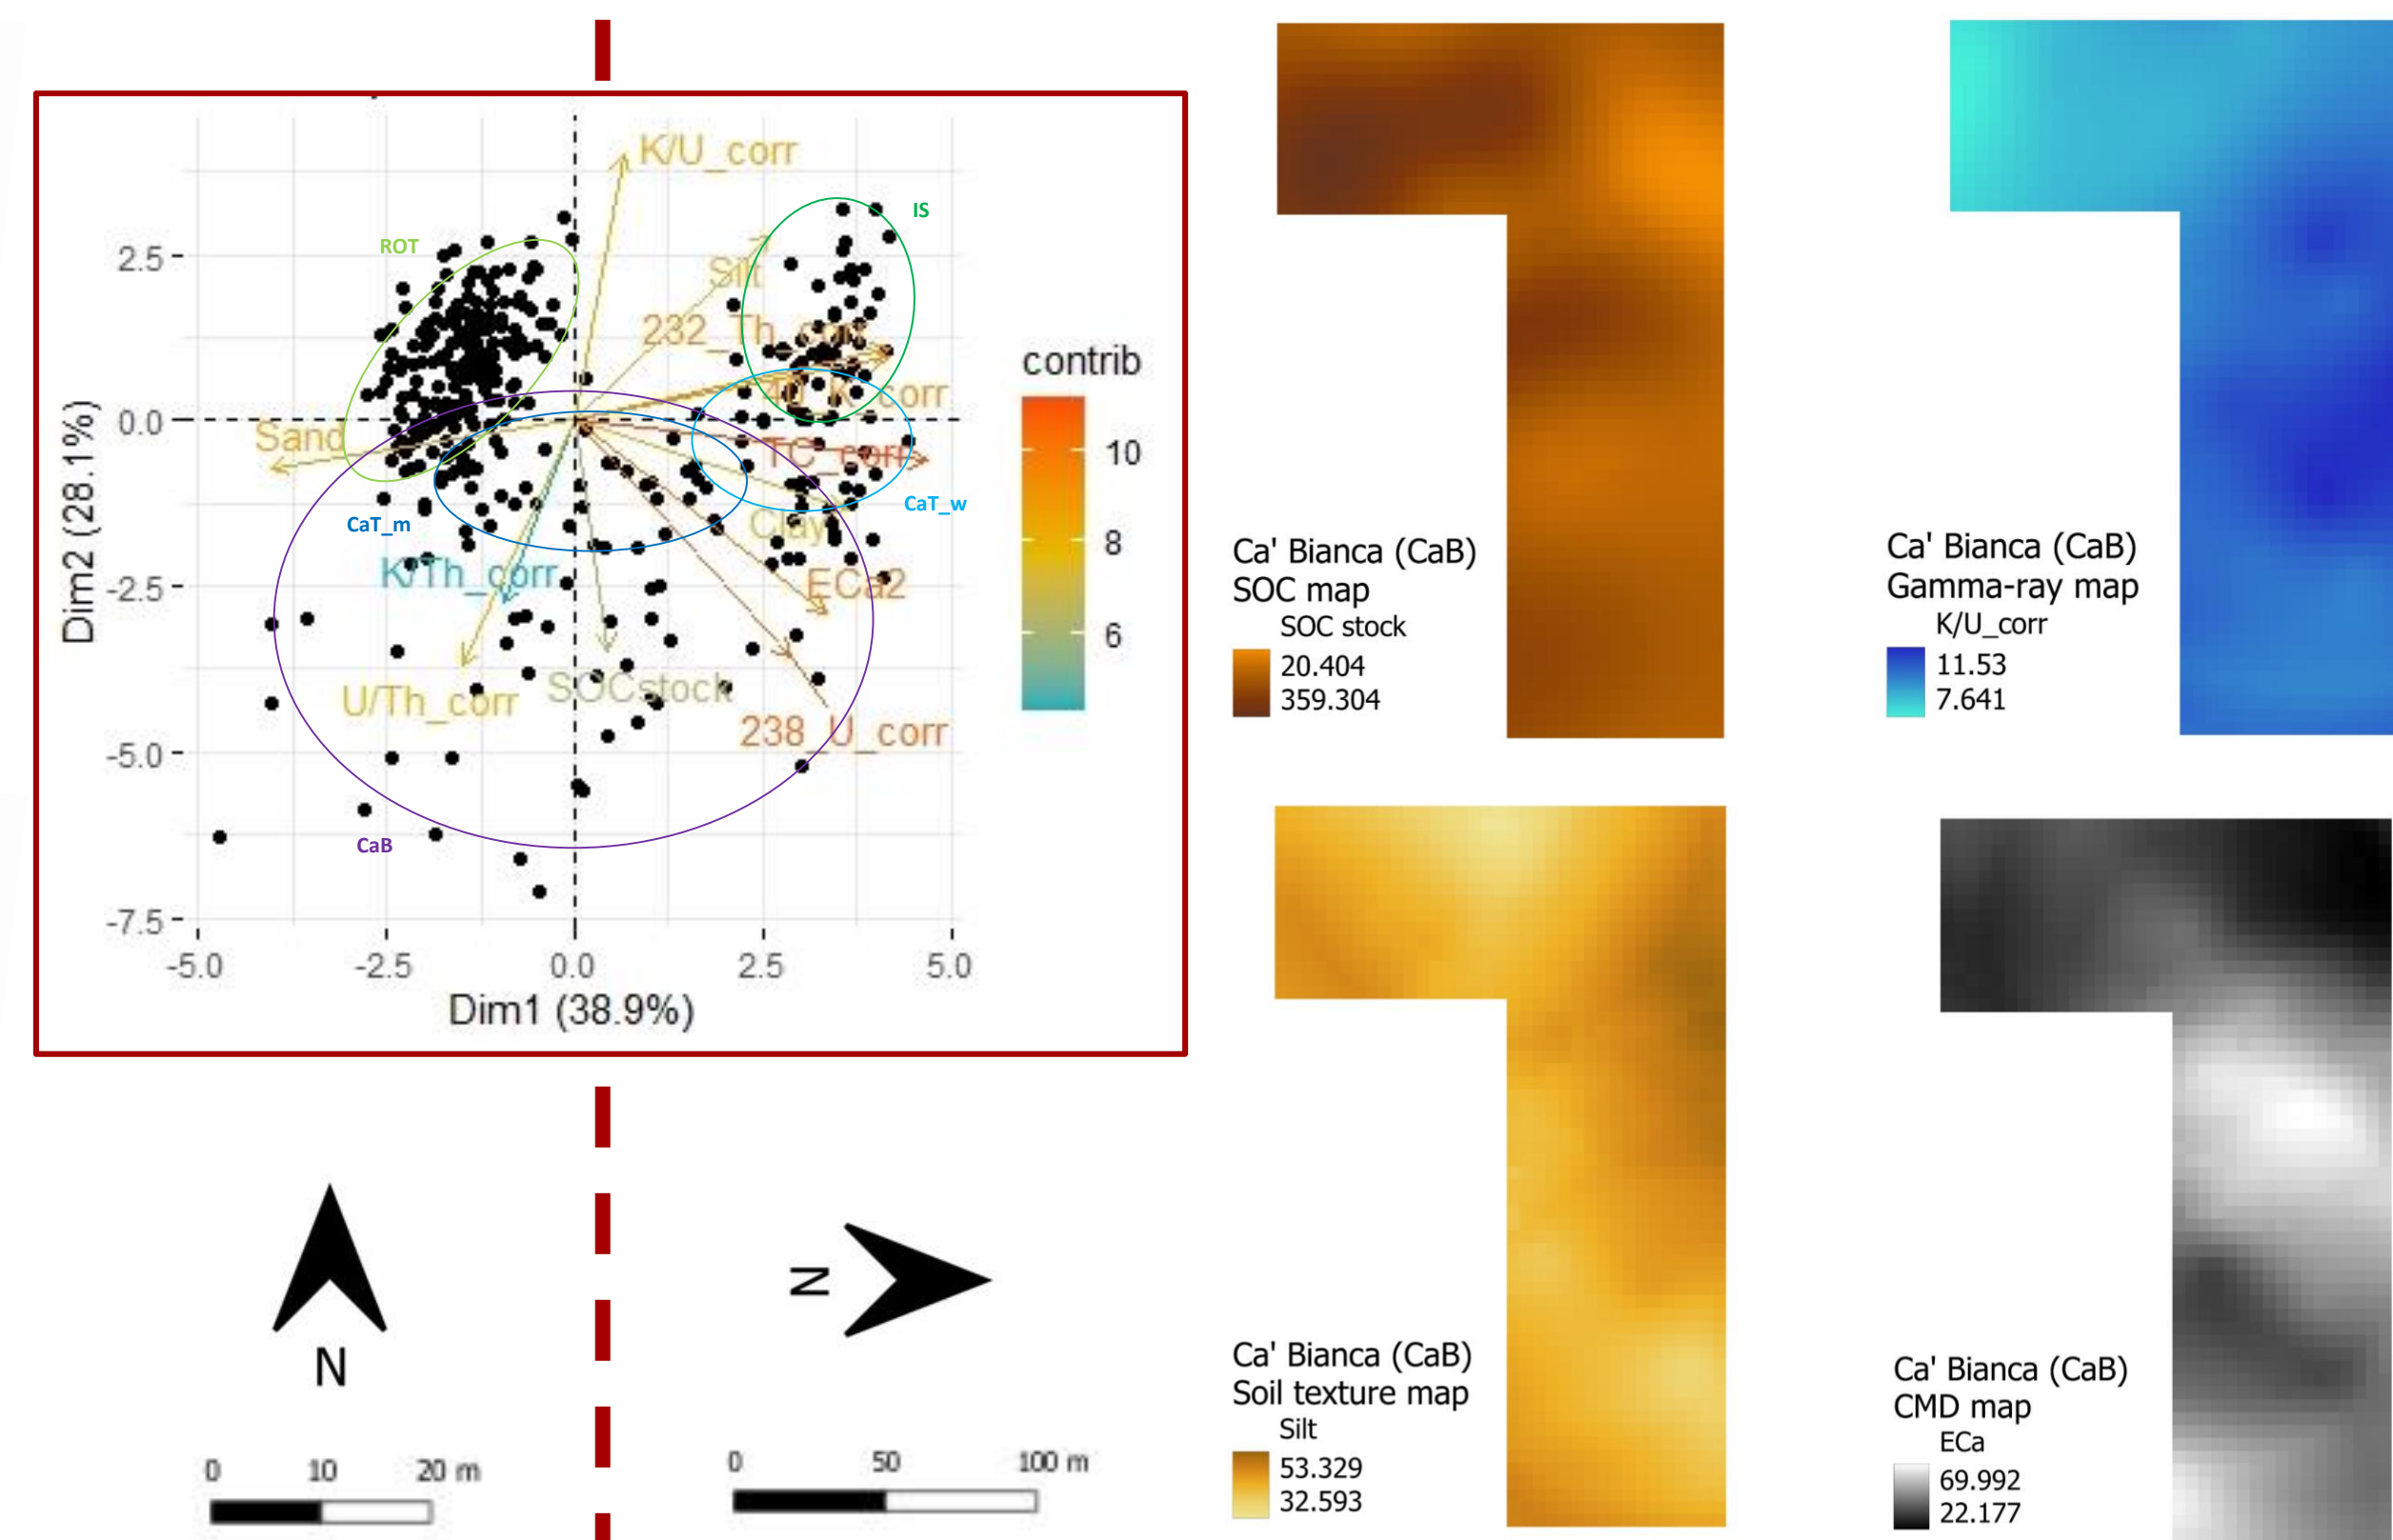 K/U_corr
IS
ROT
2.5
Silt
232_Th_corr
contrib
40_K_corr
0.0
Sand
TC_corr
10
CaT_w
CaT_m
Clay
8
K/Th_corr
-2.5
ECa2
6
U/Th_corr
SOCstock
238_U_corr
-5.0
CaB
-7.5
-5.0
-2.5
0.0
2.5
5.0
Dim1 (38.9%)
Dim2 (28.1%)
N
N
0 10 20 m
0 50 100 m
Ca' Bianca (CaB)
SOC map
SOC stock
20.404
359.304
Ca' Bianca (CaB)
Gamma-ray map
K/U_corr
11.53
7.641
Ca' Bianca (CaB)
Soil texture map
Silt
53.329
32.593
Ca' Bianca (CaB)
CMD map
ECa
69.992
22.177